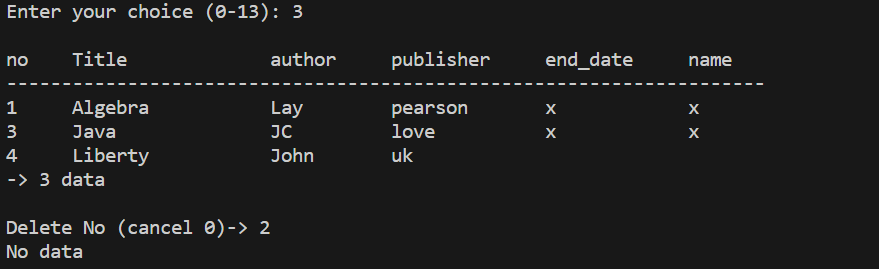 Enter your choice (0-13): 3
no Title author publisher end_date name
---------------------------------------------------------------------
1 Algebra Lay pearson x x
3 Java JC love x x
4 Liberty John uk
-> 3 data
Delete No (cancel 0)-> 2
No data